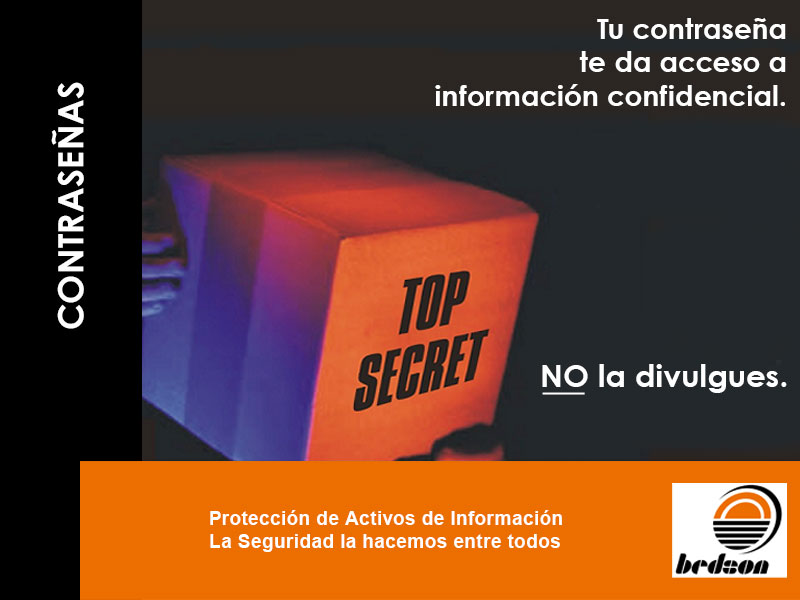 CONTRASEÑAS
Tu contraseña
te da acceso a
información confidencial.
TOP
SECRET
NO la divulgues.
Protección de Activos de Información
La Seguridad la hacemos entre todos
bedson